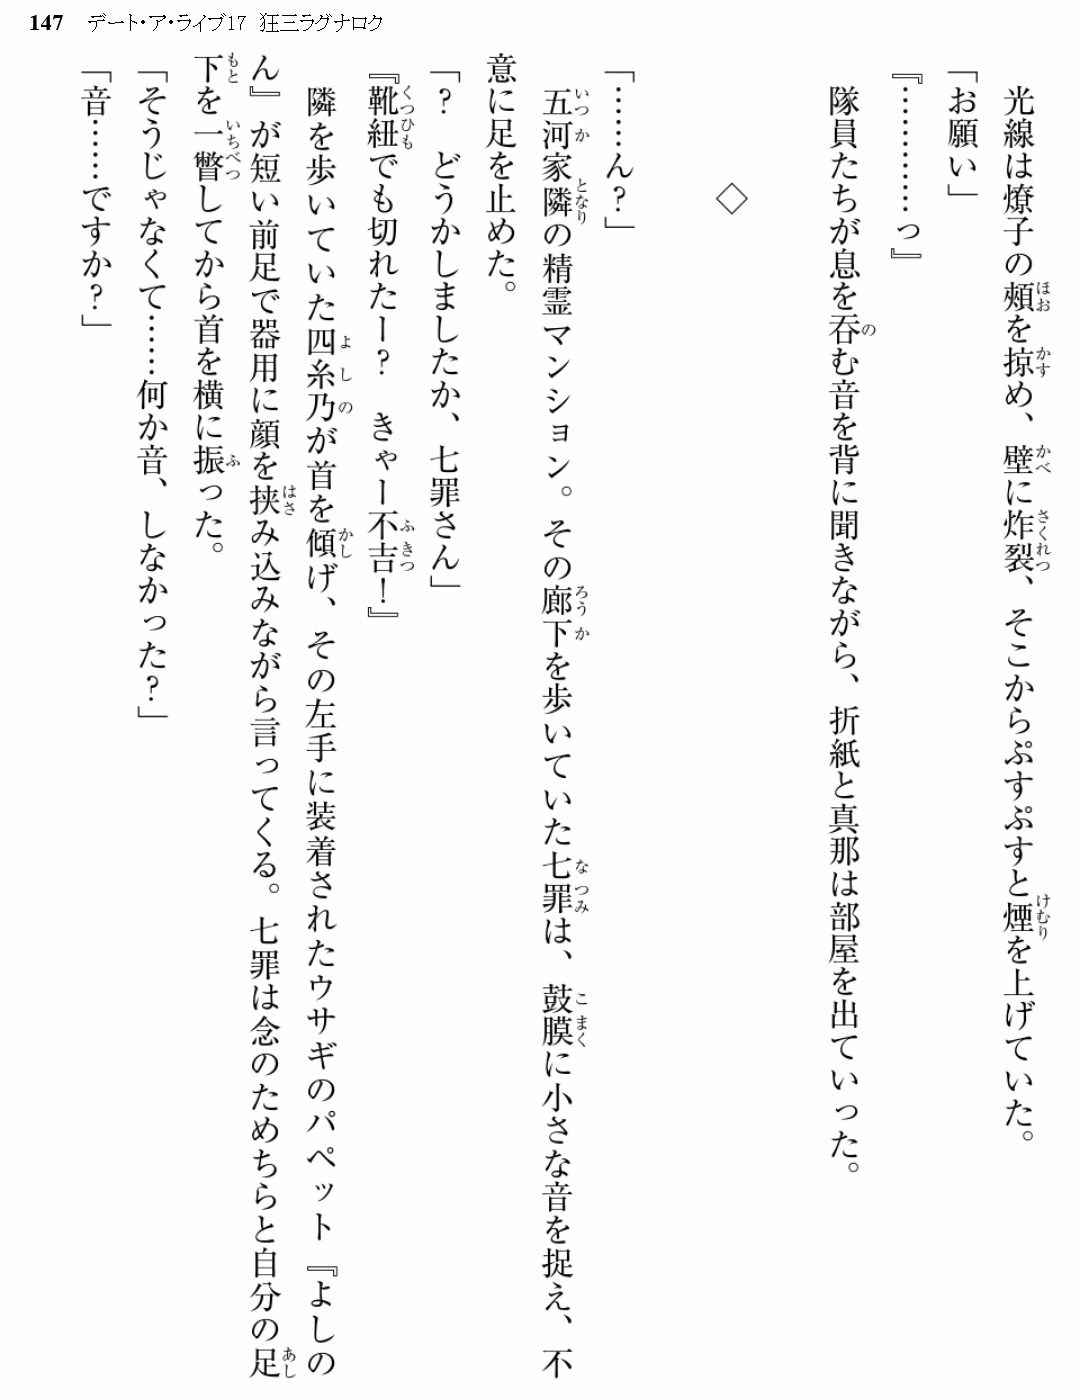 147 デート・ア・ライブ17 狂三ラグナロク
　光線は燎子の頰を掠め、壁に炸裂、そこからぷすぷすと煙を上げていた。
「お願い」
『…………っ』
　隊員たちが息を呑む音を背に聞きながら、折紙と真那は部屋を出ていった。
◇
「……ん?」
　五河家隣の精霊マンション。その廊下を歩いていた七罪は、鼓膜に小さな音を捉え、不
意に足を止めた。
「?　どうかしましたか、七罪さん」
『靴紐でも切れたー?　きゃー不吉!』
　隣を歩いていた四糸乃が首を傾げ、その左手に装着されたウサギのパペット『よしの
ん』が短い前足で器用に顔を挟み込みながら言ってくる。七罪は念のためちらと自分の足
下を一瞥してから首を横に振った。
「そうじゃなくて……何か音、しなかった?」
「音……ですか?」